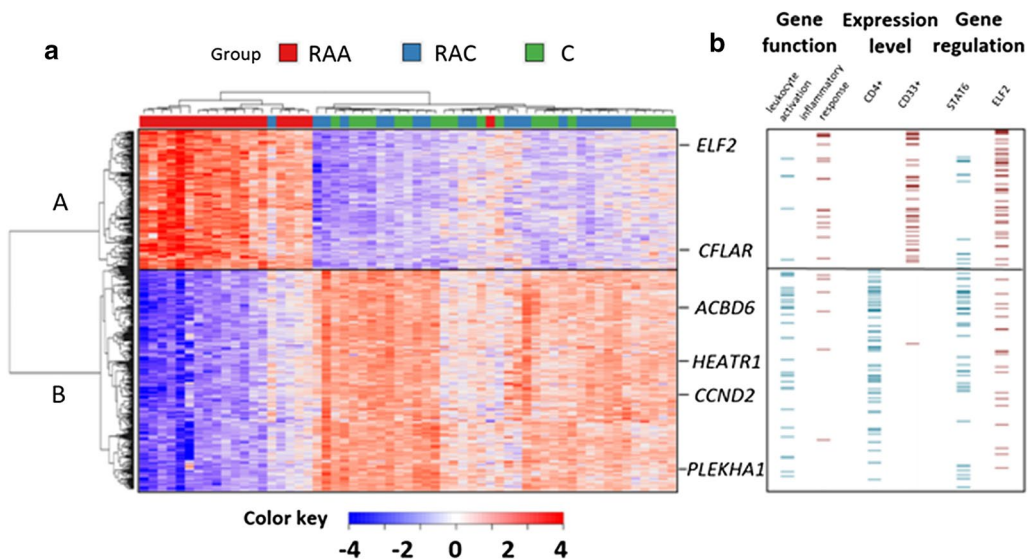 a
Group RAA RAC C
A
B
ELF2
CFLAR
ACBD6
HEATR1
CCND2
PLEKHA1
Color key
-4 -2 0 2 4
b
Gene function
Expression level
Gene regulation
leukocyte activation
inflammatory response
CD4+
CD33+
STAT6
ELF2